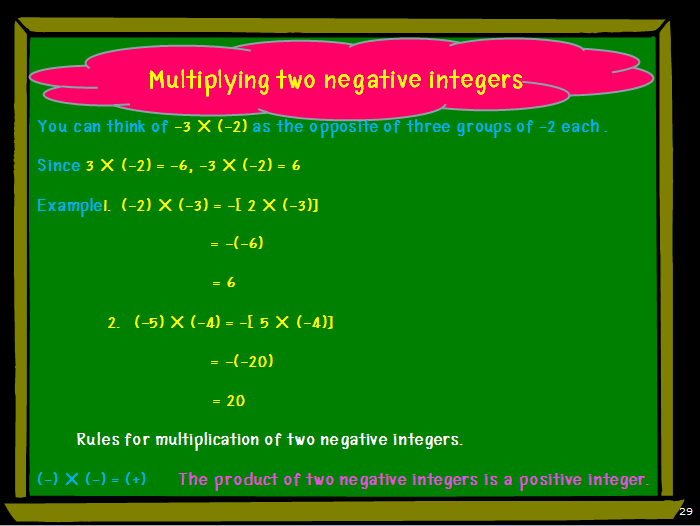 Multiplying two negative integers
You can think of -3 X (-2) as the opposite of three groups of -2 each.
Since 3 X (-2) = -6, -3 X (-2) = 6
Example1. (-2) X (-3) = -[ 2 X (-3)]
= -(-6)
= 6
2. (-5) X (-4) = -[ 5 X (-4)]
= -(-20)
= 20
Rules for multiplication of two negative integers.
(-) X (-) = (+) The product of two negative integers is a positive integer.
29